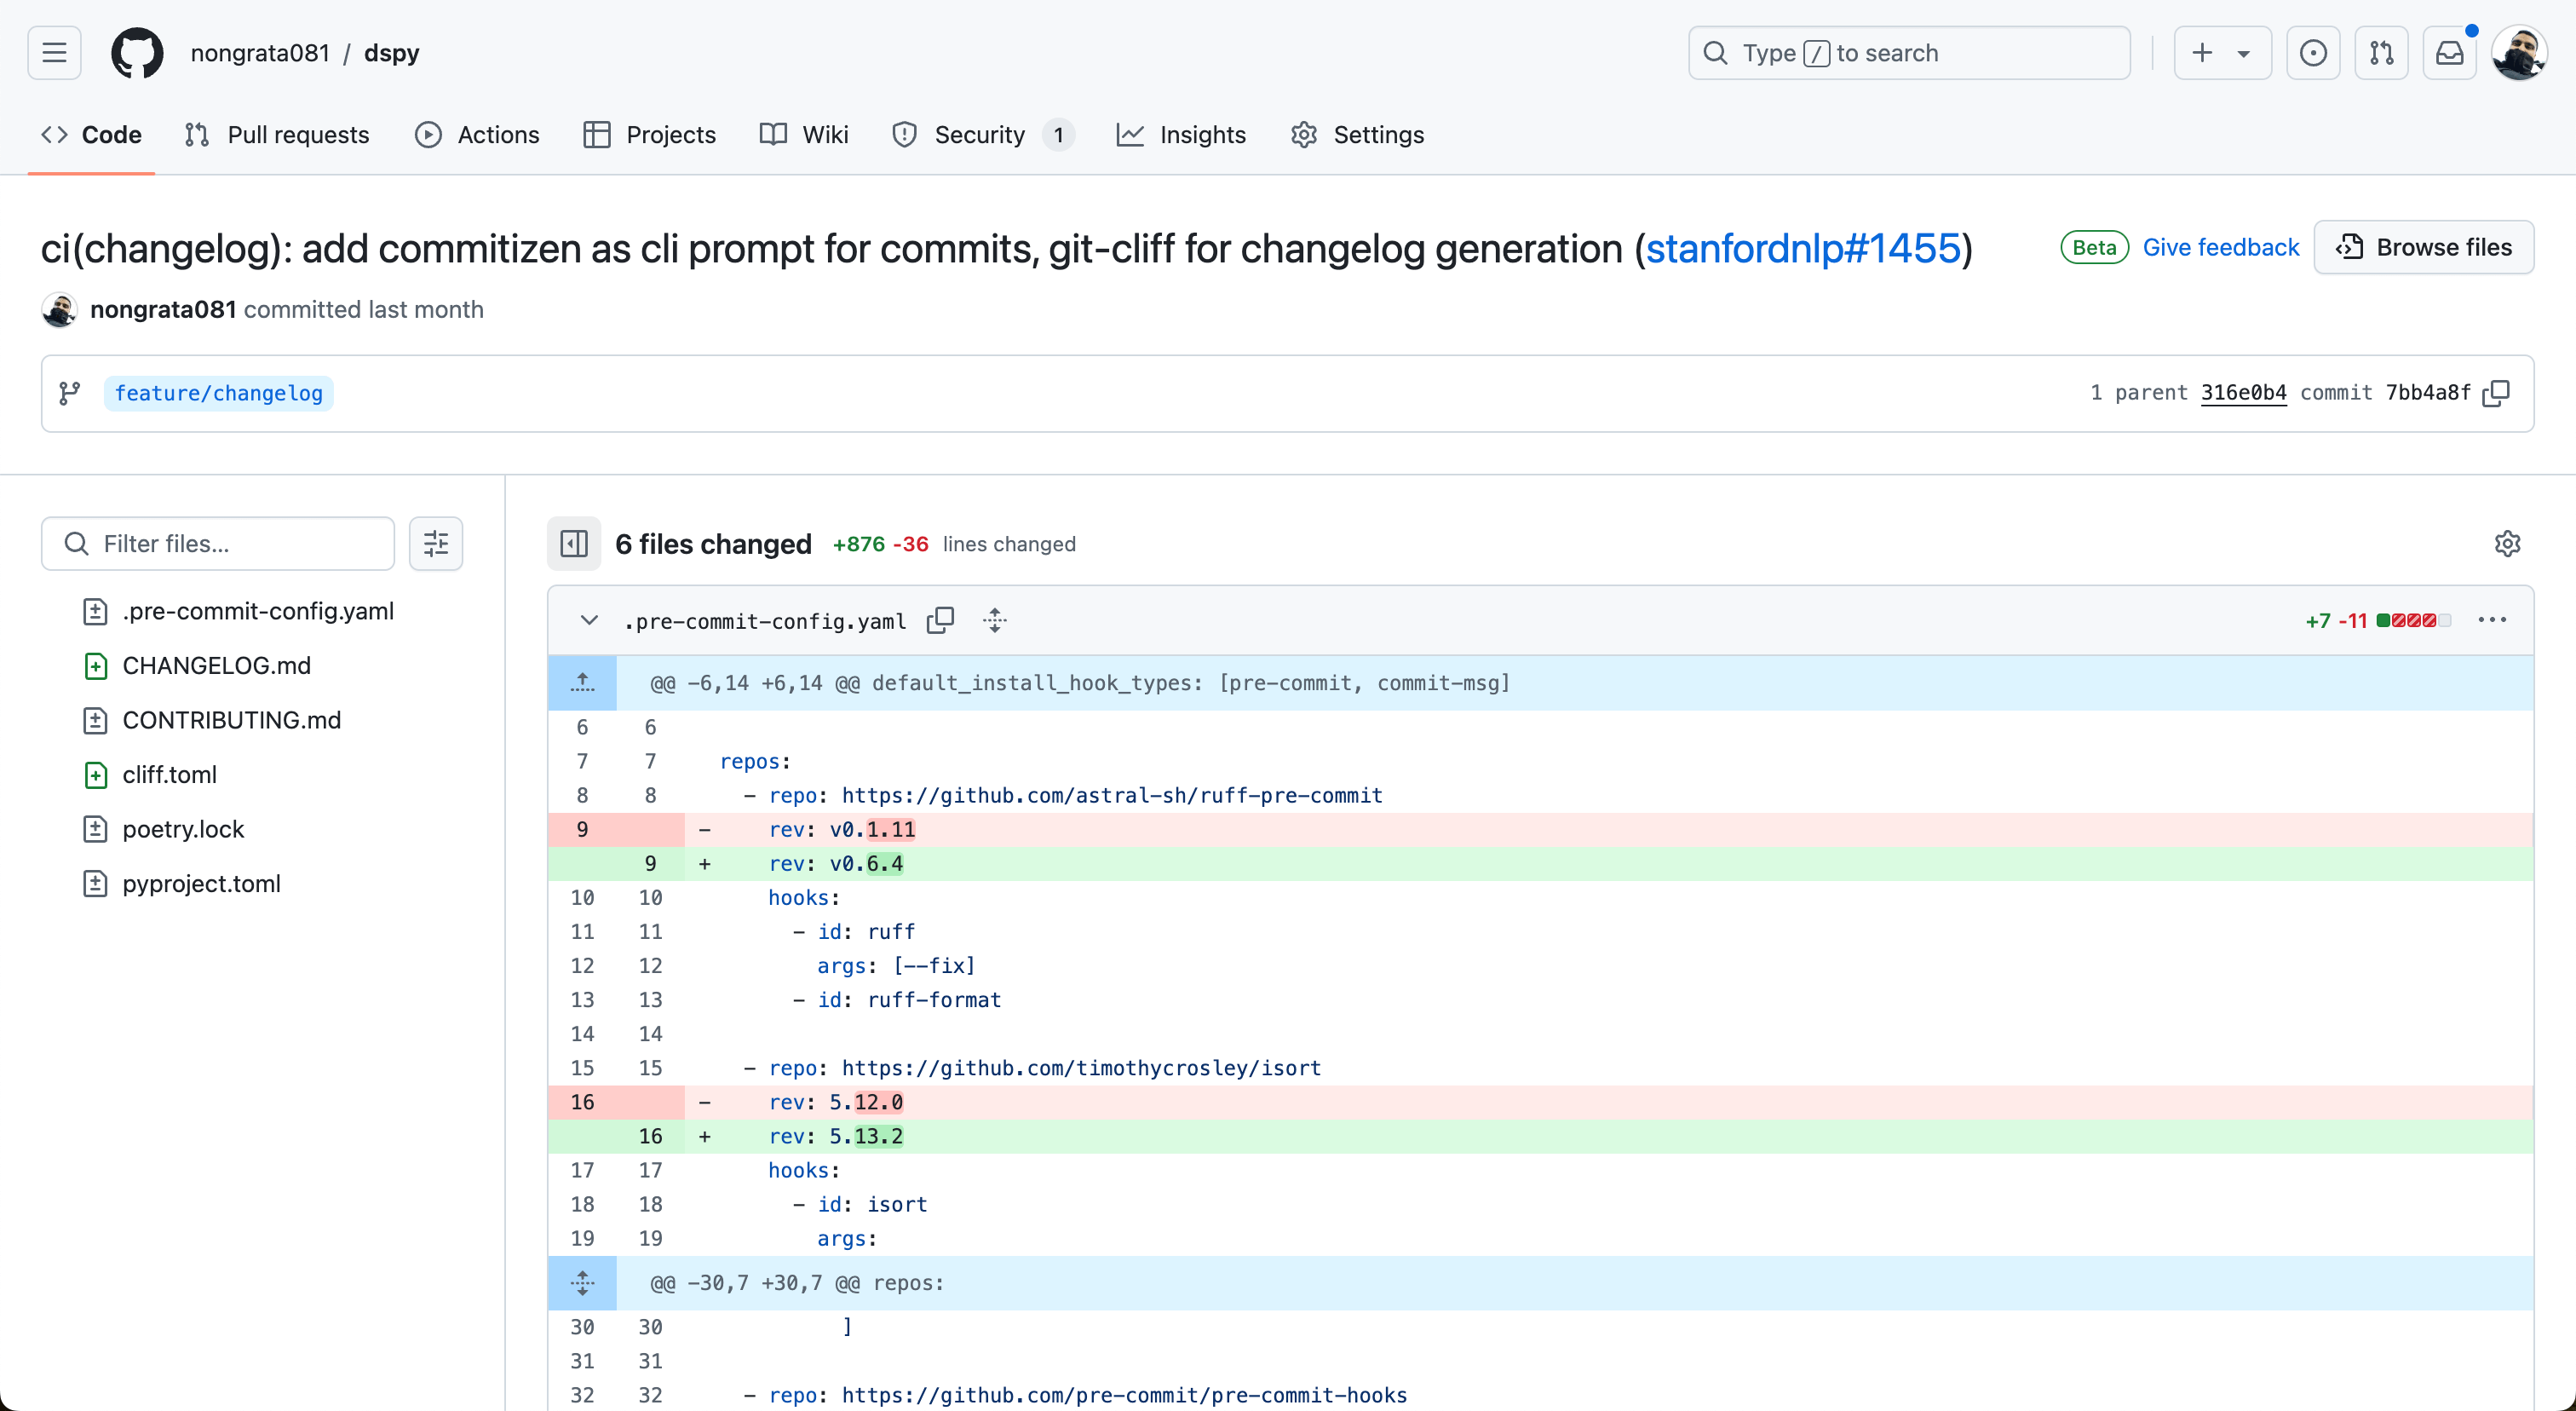 nongrata081 / dspy
Type / to search
Code
Pull requests
Actions
Projects
Wiki
Security 1
Insights
Settings
ci(changelog): add commitizen as cli prompt for commits, git-cliff for changelog generation (stanfordnlp#1455)
Beta
Give feedback
Browse files
nongrata081 committed last month
feature/changelog
1 parent 316e0b4 commit 7bb4a8f
Filter files...
.pre-commit-config.yaml
CHANGELOG.md
CONTRIBUTING.md
cliff.toml
poetry.lock
pyproject.toml
6 files changed +876 -36 lines changed
.pre-commit-config.yaml
+7 -11
@@ -6,14 +6,14 @@ default_install_hook_types: [pre-commit, commit-msg]
6 6
7 7 repos:
8 8 - repo: https://github.com/astral-sh/ruff-pre-commit
9 - rev: v0.1.11
9 + rev: v0.6.4
10 10 hooks:
11 11 - id: ruff
12 12 args: [--fix]
13 13 - id: ruff-format
14 14
15 15 - repo: https://github.com/timothycrosley/isort
16 - rev: 5.12.0
16 + rev: 5.13.2
17 17 hooks:
18 18 - id: isort
19 19 args:
@@ -30,7 +30,7 @@ repos:
30 30 ]
31 31
32 32 - repo: https://github.com/pre-commit/pre-commit-hooks